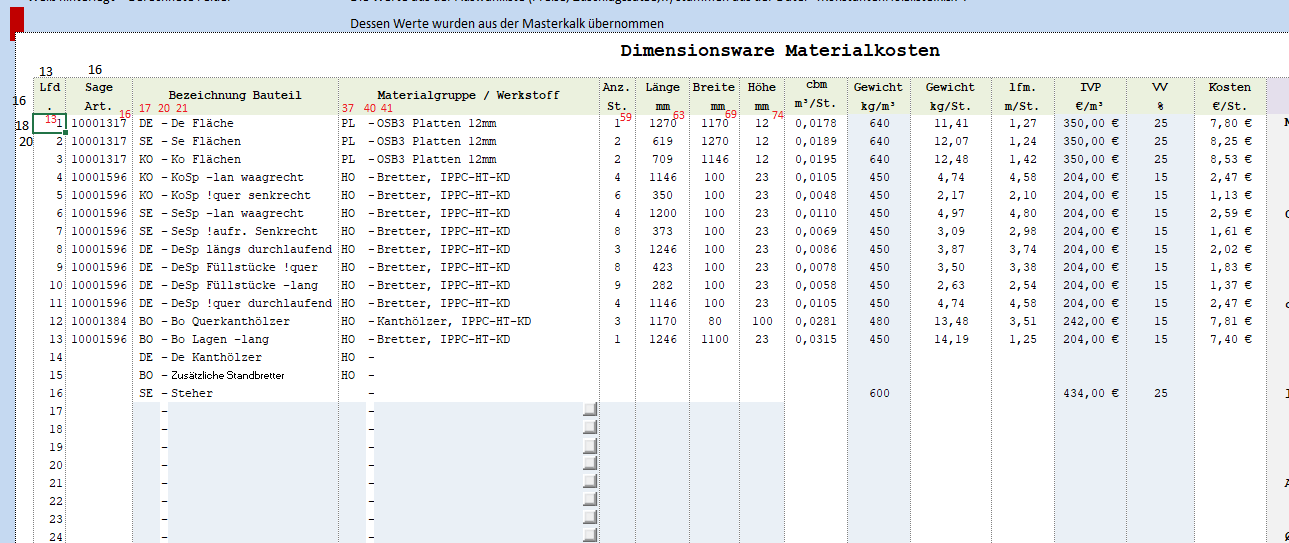 Dessen Werte wurden aus der Masterkalk übernommen
Dimensionsware Materialkosten
13 16
Lfd Sage Bezeichnung Bauteil Materialgruppe / Werkstoff Anz. Länge Breite Höhe cbm Gewicht Gewicht lfm. IVP VV Kosten
. Art. St. mm mm mm m³/St. kg/m³ kg/St. m/St. €/m³ % €/St.
16 16 17 20 21 37 40 41 59 63 69 74
18 13 1 10001317 DE - De Fläche PL - OSB3 Platten 12mm 1 1270 1170 12 0,0178 640 11,41 1,27 350,00 € 25 7,80 €
20 2 10001317 SE - Se Flächen PL - OSB3 Platten 12mm 2 619 1270 12 0,0189 640 12,07 1,24 350,00 € 25 8,25 €
3 10001317 KO - Ko Flächen PL - OSB3 Platten 12mm 2 709 1146 12 0,0195 640 12,48 1,42 350,00 € 25 8,53 €
4 10001596 KO - KoSp -lan waagrecht HO - Bretter, IPPC-HT-KD 4 1146 100 23 0,0105 450 4,74 4,58 204,00 € 15 2,47 €
5 10001596 KO - KoSp !quer senkrecht HO - Bretter, IPPC-HT-KD 6 350 100 23 0,0048 450 2,17 2,10 204,00 € 15 1,13 €
6 10001596 SE - SeSp -lan waagrecht HO - Bretter, IPPC-HT-KD 4 1200 100 23 0,0110 450 4,97 4,80 204,00 € 15 2,59 €
7 10001596 SE - SeSp !aufr. Senkrecht HO - Bretter, IPPC-HT-KD 8 373 100 23 0,0069 450 3,09 2,98 204,00 € 15 1,61 €
8 10001596 DE - DeSp längs durchlaufend HO - Bretter, IPPC-HT-KD 3 1246 100 23 0,0086 450 3,87 3,74 204,00 € 15 2,02 €
9 10001596 DE - DeSp Füllstücke !quer HO - Bretter, IPPC-HT-KD 8 423 100 23 0,0078 450 3,50 3,38 204,00 € 15 1,83 €
10 10001596 DE - DeSp Füllstücke -lang HO - Bretter, IPPC-HT-KD 9 282 100 23 0,0058 450 2,63 2,54 204,00 € 15 1,37 €
11 10001596 DE - DeSp !quer durchlaufend HO - Bretter, IPPC-HT-KD 4 1146 100 23 0,0105 450 4,74 4,58 204,00 € 15 2,47 €
12 10001384 BO - Bo Querkanthölzer HO - Kanthölzer, IPPC-HT-KD 3 1170 80 100 0,0281 480 13,48 3,51 242,00 € 15 7,81 €
13 10001596 BO - Bo Lagen -lang HO - Bretter, IPPC-HT-KD 1 1246 1100 23 0,0315 450 14,19 1,25 204,00 € 15 7,40 €
14 DE - De Kanthölzer HO -
15 BO - Zusätzliche Standbretter HO -
16 SE - Steher - 600 434,00 € 25
17 - -
18 - -
19 - -
20 - -
21 - -
22 - -
23 - -
24 - -